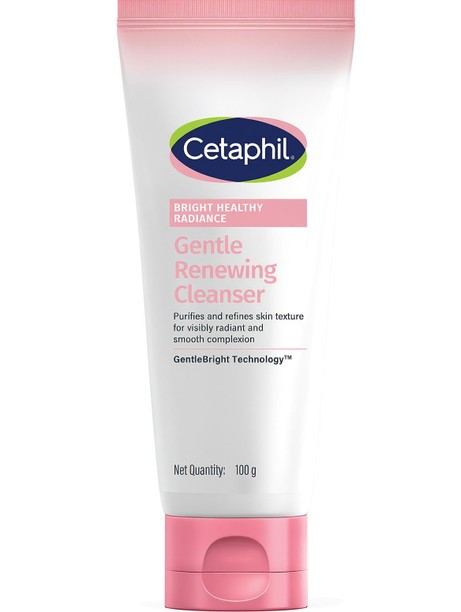 Cetaphil®
BRIGHT HEALTHY
RADIANCE
Gentle
Renewing
Cleanser
Purifies and refines skin texture
for visibly radiant and
smooth complexion
GentleBright Technology™
Net Quantity: 100 g